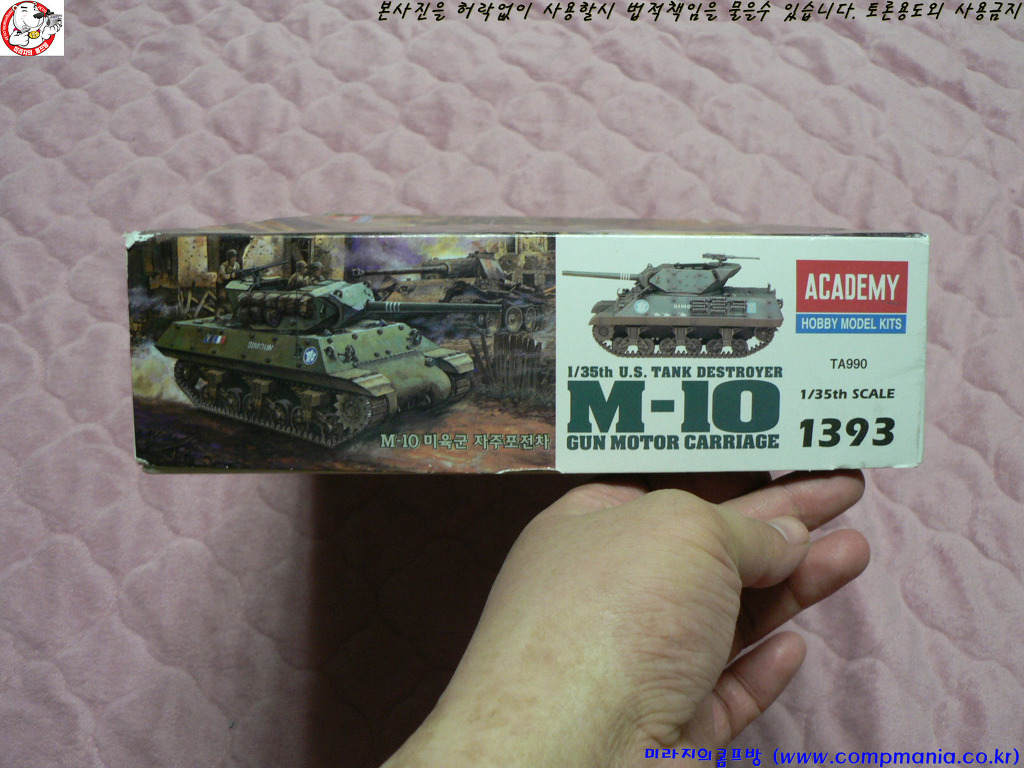 본사진을 허락없이 사용할시 법적책임을 물을수 있습니다. 토론용도외 사용금지
SIMOUN
M-10 미육군 자주포전차
1/35th U.S. TANK DESTROYER
M-10
GUN MOTOR CARRIAGE
ACADEMY
HOBBY MODEL KITS
TA990
1/35th SCALE
1393
미라지의콤프방 (www.compmania.co.kr)